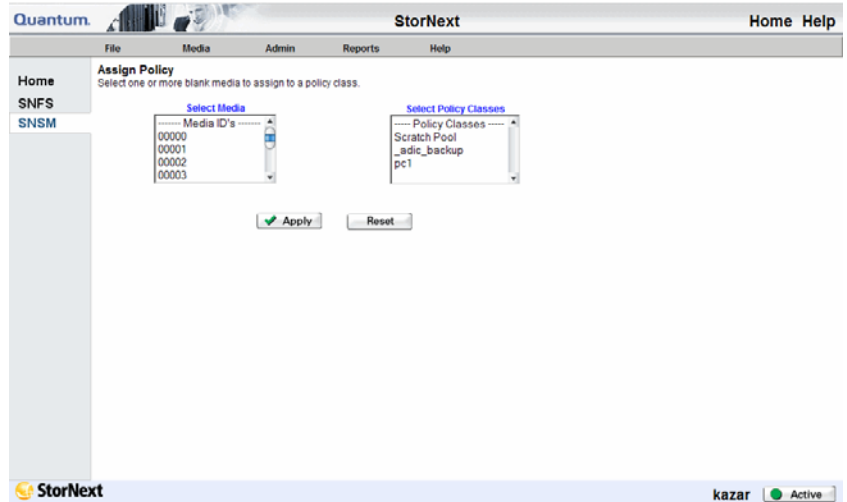 Quantum. StorNext Home Help
File Media Admin Reports Help
Home
SNFS
SNSM
Assign Policy
Select one or more blank media to assign to a policy class.
Select Media
------- Media ID's -------
00000
00001
00002
00003
Select Policy Classes
----- Policy Classes -----
Scratch Pool
_adic_backup
pc1
Apply Reset
StorNext
kazar Active